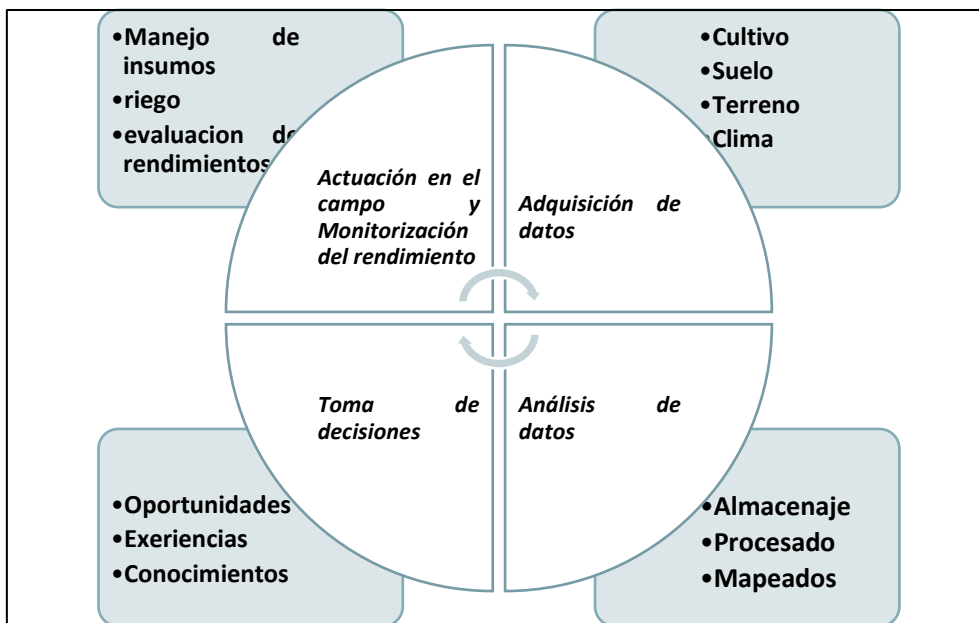 •Manejo de
insumos
•riego
•evaluacion de
rendimientos
•Cultivo
•Suelo
•Terreno
•Clima
Actuación en el
campo y
Monitorización
del rendimiento
Adquisición de
datos
Toma de
decisiones
Análisis de
datos
•Oportunidades
•Exeriencias
•Conocimientos
•Almacenaje
•Procesado
•Mapeados